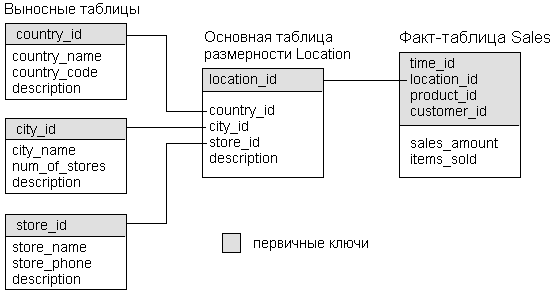 Выносные таблицы
country_id
country_name
country_code
description
city_id
city_name
num_of_stores
description
store_id
store_name
store_phone
description
Основная таблица
размерности Location
location_id
country_id
city_id
store_id
description
Факт-таблица Sales
time_id
location_id
product_id
customer_id
sales_amount
items_sold
первичные ключи